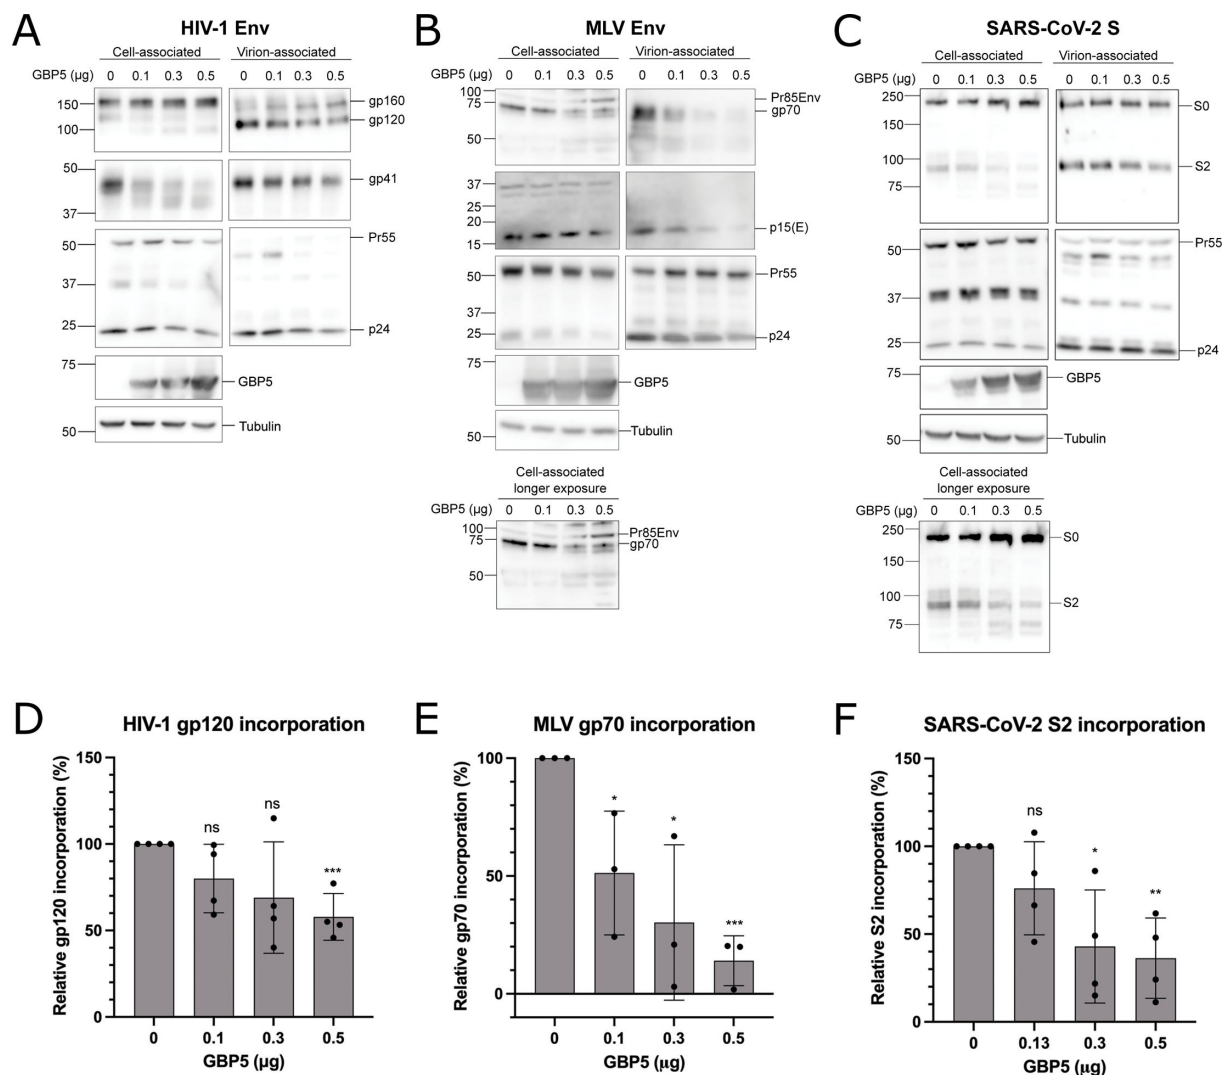 A
HIV-1 Env
Cell-associated Virion-associated
GBP5 (µg) 0 0.1 0.3 0.5 0 0.1 0.3 0.5
150
100
gp160
gp120
50
37
gp41
50
37
25
Pr55
p24
75
GBP5
50
Tubulin
B
MLV Env
Cell-associated Virion-associated
GBP5 (µg) 0 0.1 0.3 0.5 0 0.1 0.3 0.5
100
75
50
Pr85Env
gp70
37
25
20
15
p15(E)
50
37
25
Pr55
p24
75
GBP5
50
Tubulin
Cell-associated
longer exposure
GBP5 (µg) 0 0.1 0.3 0.5
100
75
50
Pr85Env
gp70
C
SARS-CoV-2 S
Cell-associated Virion-associated
GBP5 (µg) 0 0.1 0.3 0.5 0 0.1 0.3 0.5
250
150
100
75
S0
S2
50
37
25
Pr55
p24
75
GBP5
50
Tubulin
Cell-associated
longer exposure
GBP5 (µg) 0 0.1 0.3 0.5
250
150
100
75
S0
S2
D
HIV-1 gp120 incorporation
Relative gp120 incorporation (%)
150
100
50
0
ns
ns
***
0 0.1 0.3 0.5
GBP5 (µg)
E
MLV gp70 incorporation
Relative gp70 incorporation (%)
100
50
0
*
*
***
0 0.1 0.3 0.5
GBP5 (µg)
F
SARS-CoV-2 S2 incorporation
Relative S2 incorporation (%)
150
100
50
0
ns
*
**
0 0.13 0.3 0.5
GBP5 (µg)